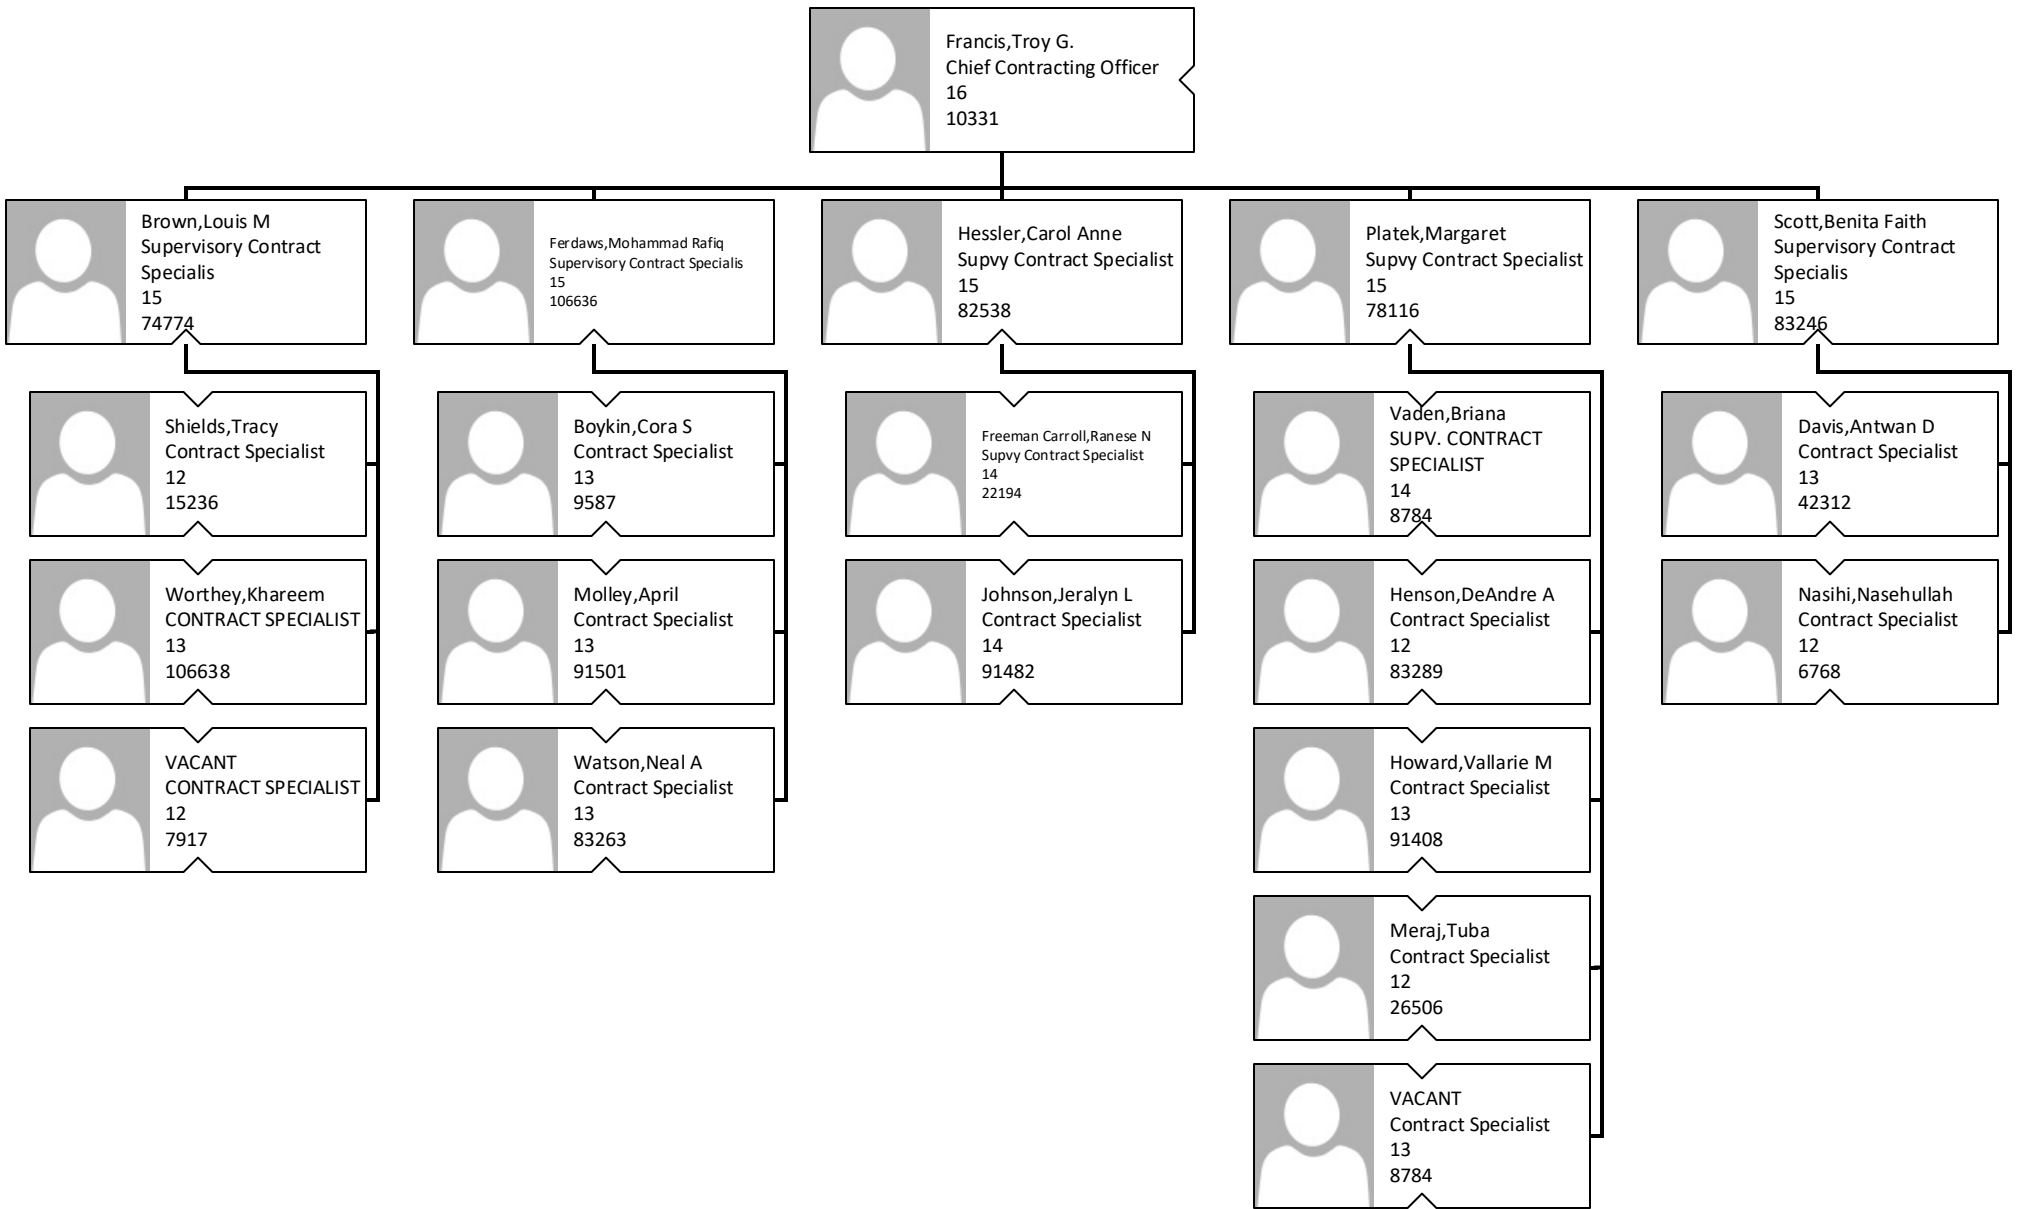 Francis,Troy G.
Chief Contracting Officer
16
10331
Brown,Louis M
Supervisory Contract
Specialis
15
74774
Ferdaws,Mohammad Rafiq
Supervisory Contract Specialis
15
106636
Hessler,Carol Anne
Supvy Contract Specialist
15
82538
Platek,Margaret
Supvy Contract Specialist
15
78116
Scott,Benita Faith
Supervisory Contract
Specialis
15
83246
Shields,Tracy
Contract Specialist
12
15236
Worthey,Khareem
CONTRACT SPECIALIST
13
106638
VACANT
CONTRACT SPECIALIST
12
7917
Boykin,Cora S
Contract Specialist
13
9587
Molley,April
Contract Specialist
13
91501
Watson,Neal A
Contract Specialist
13
83263
Freeman Carroll,Ranese N
Supvy Contract Specialist
14
22194
Johnson,Jeralyn L
Contract Specialist
14
91482
Vaden,Briana
SUPV. CONTRACT
SPECIALIST
14
8784
Henson,DeAndre A
Contract Specialist
12
83289
Howard,Vallarie M
Contract Specialist
13
91408
Meraj,Tuba
Contract Specialist
12
26506
VACANT
Contract Specialist
13
8784
Davis,Antwan D
Contract Specialist
13
42312
Nasihi,Nasehullah
Contract Specialist
12
6768